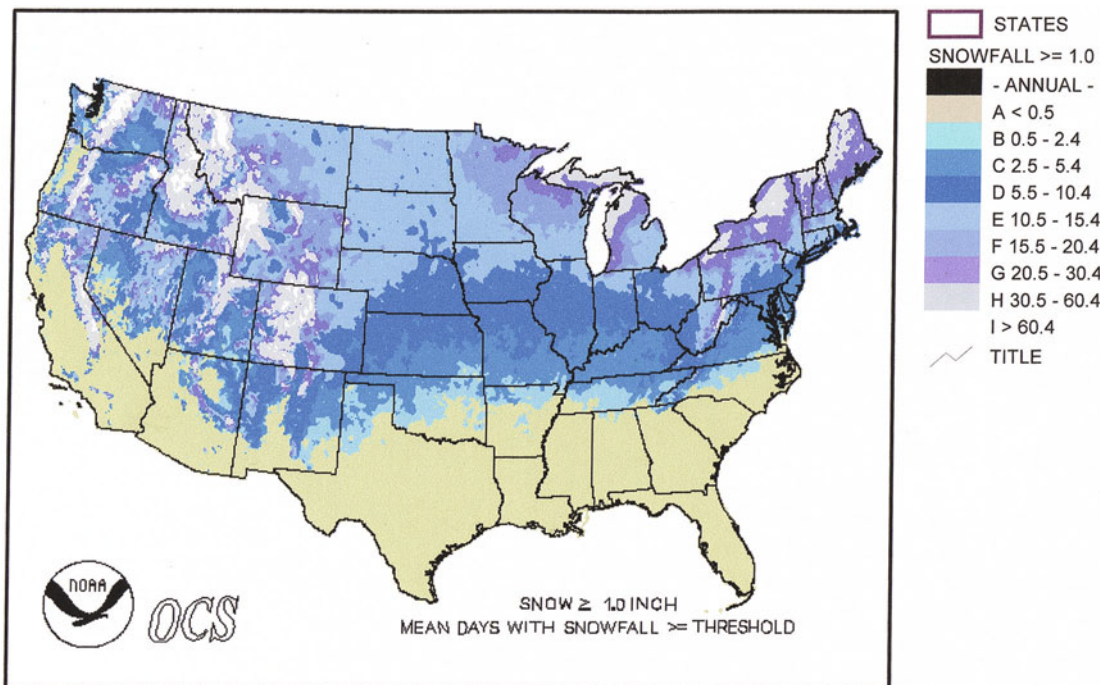 STATES
SNOWFALL >= 1.0
- ANNUAL -
A < 0.5
B 0.5 - 2.4
C 2.5 - 5.4
D 5.5 - 10.4
E 10.5 - 15.4
F 15.5 - 20.4
G 20.5 - 30.4
H 30.5 - 60.4
I > 60.4
TITLE
NOAA
OCS
SNOW ≥ 1.0 INCH
MEAN DAYS WITH SNOWFALL >= THRESHOLD